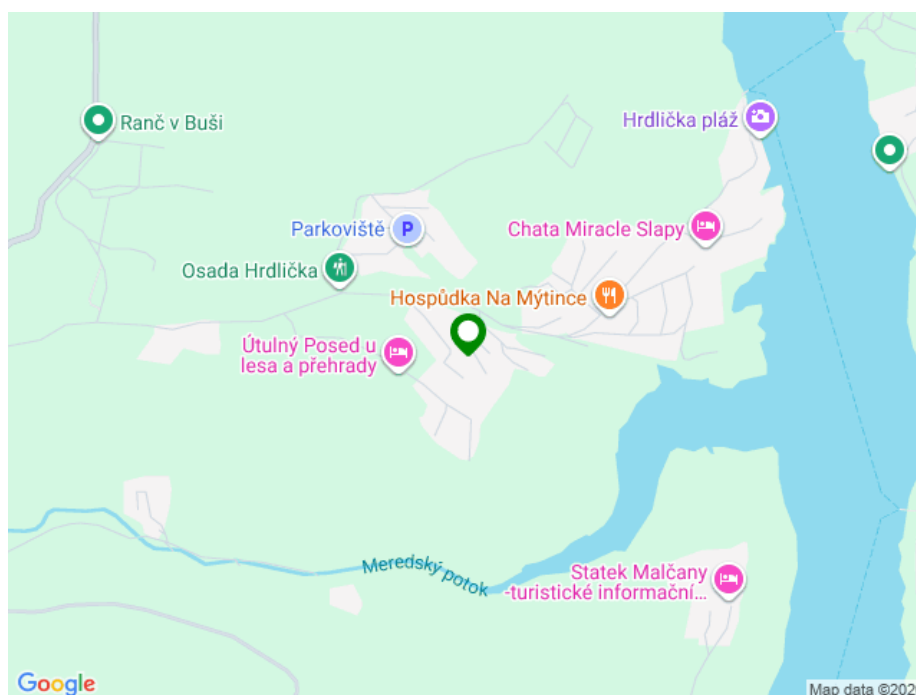 Hrdlička pláž
Ranč v Buši
Parkoviště
P
Chata Miracle Slapy
Osada Hrdlička
Hospůdka Na Mýtince
Útulný Posed u
lesa a přehrady
Meredský potok
Statek Malčany
-turistické informační...
Google
Map data ©202